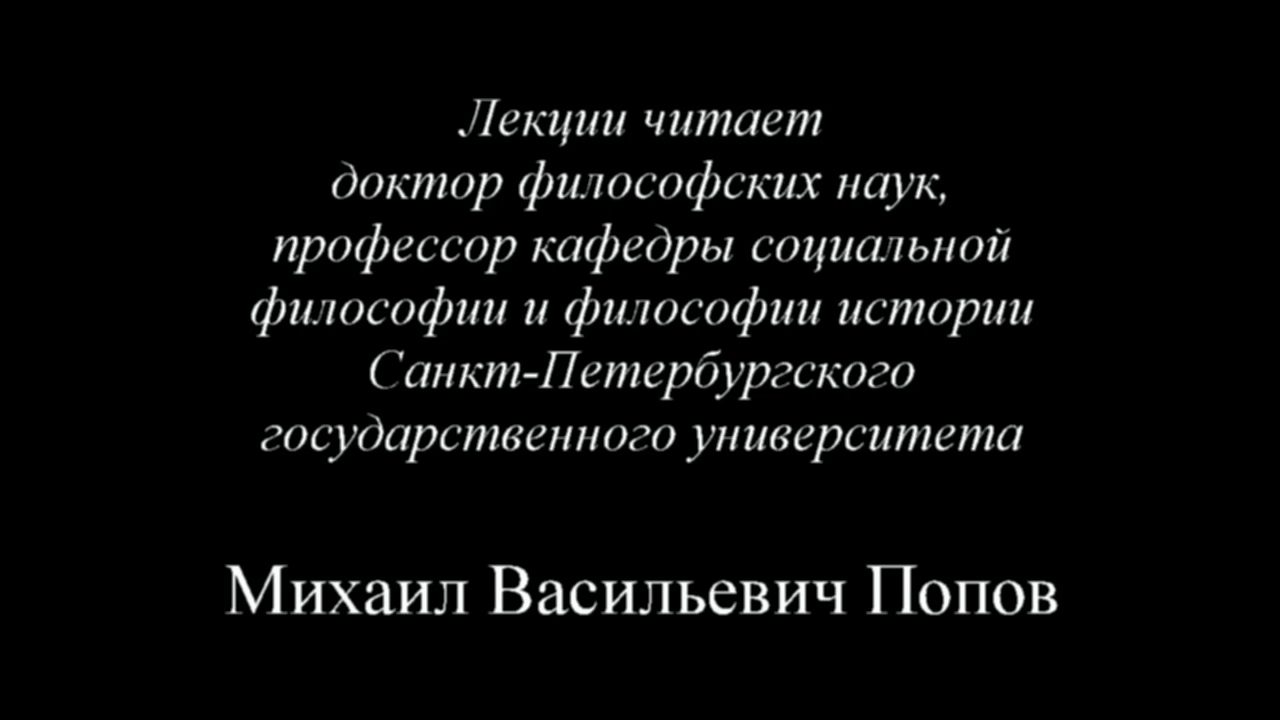 Лекции читает
доктор философских наук,
профессор кафедры социальной
философии и философии истории
Санкт-Петербургского
государственного университета
Михаил Васильевич Попов